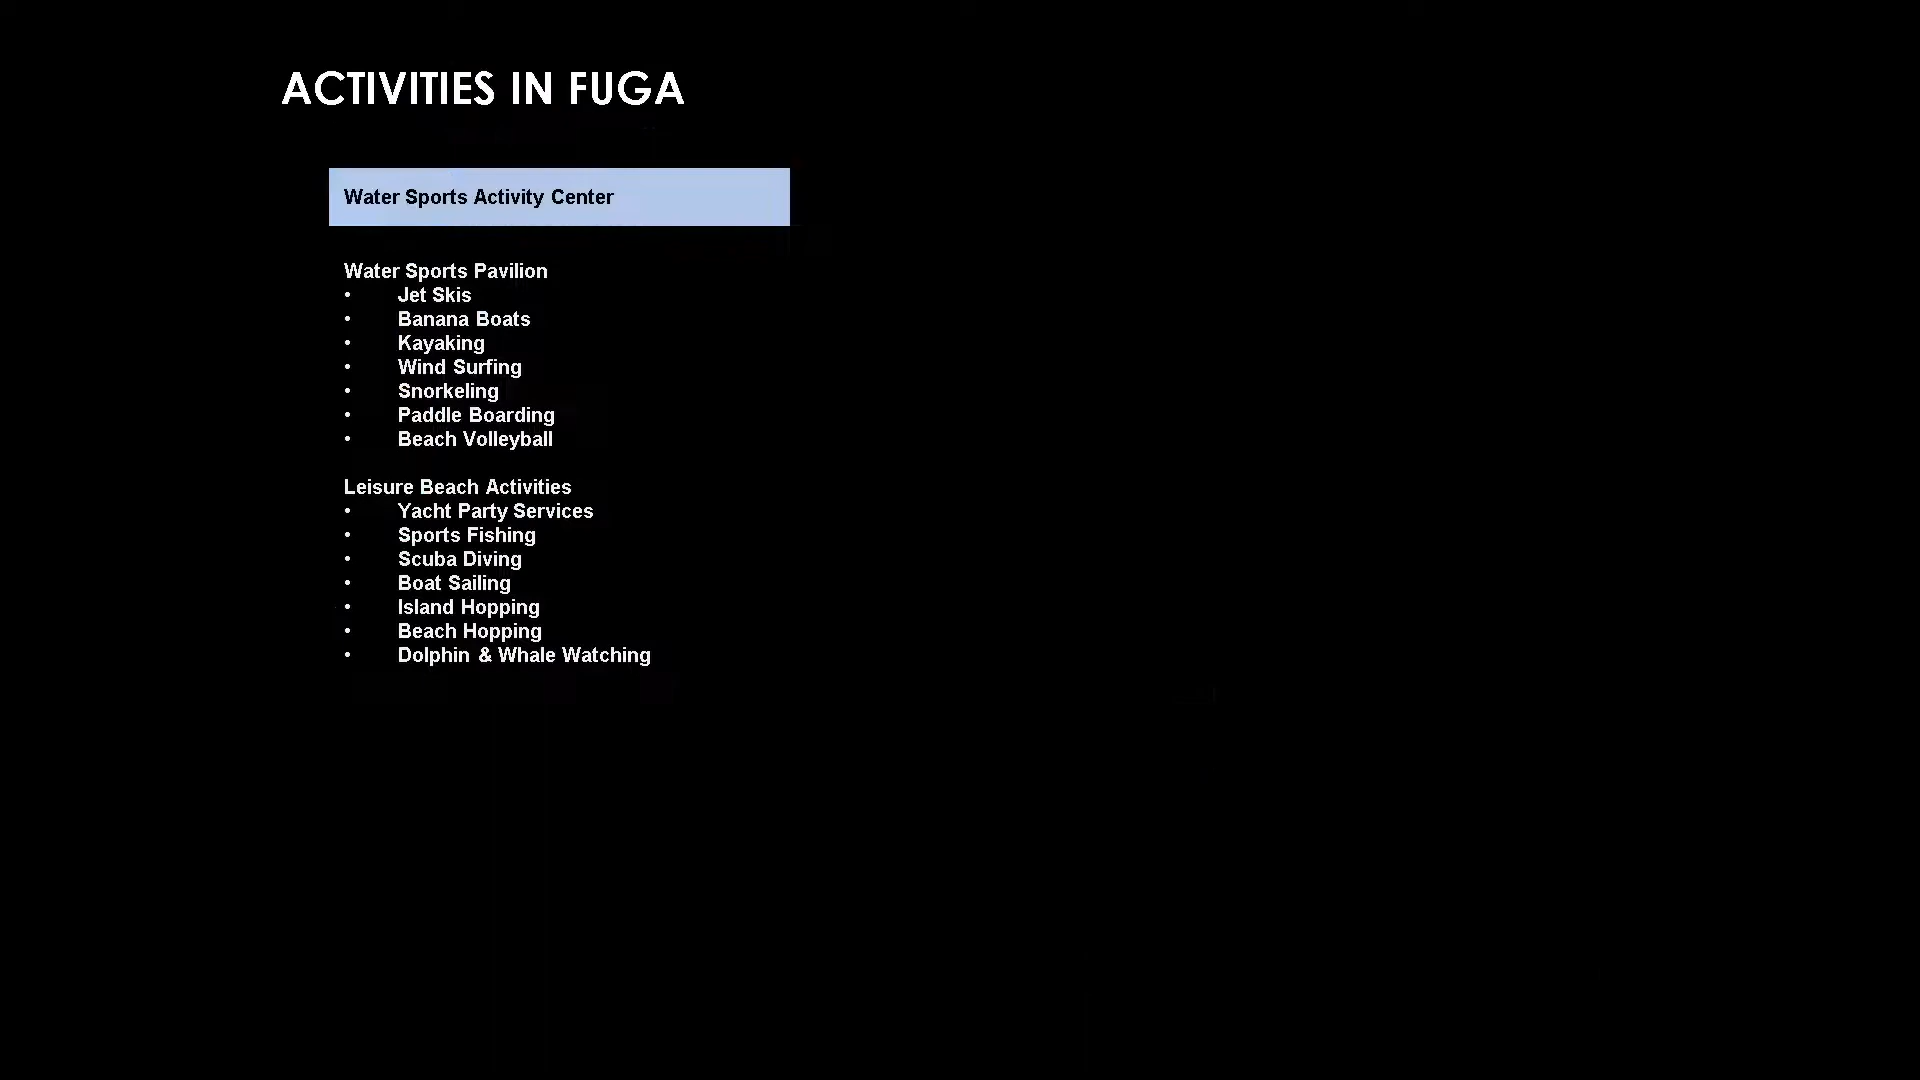 ACTIVITIES IN FUGA
Water Sports Activity Center
Water Sports Pavilion
• Jet Skis
• Banana Boats
• Kayaking
• Wind Surfing
• Snorkeling
• Paddle Boarding
• Beach Volleyball
Leisure Beach Activities
• Yacht Party Services
• Sports Fishing
• Scuba Diving
• Boat Sailing
• Island Hopping
• Beach Hopping
• Dolphin & Whale Watching